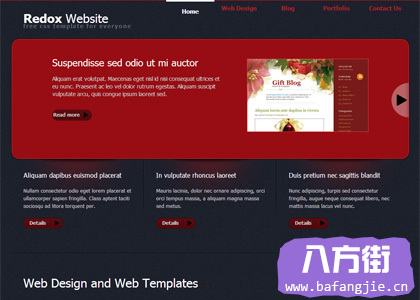 Redox Website
free css template for everyone
Home
Web Design
Blog
Portfolio
Contact Us
Suspendisse sed odio ut mi auctor
Aliquam erat volutpat. Maecenas eget nisl id nisi consequat ultrices et
eu nunc. Praesent ac leo vel dolor rutrum egestas. Aliquam suscipit
vulputate arcu, quis congue ipsum laoreet sed.
Read more
Gift Blog
Aliquam dapibus euismod placerat
Nullam consectetur odio eget lorem placerat et
ullamcorper sapien fringilla. Class aptent taciti
sociosqu ad litora torquent per.
Details
In vulputate rhoncus laoreet
Mauris lacinia, dolor nec ornare adipiscing, orci
orci tempus massa, a aliquam magna massa
sed metus.
Details
Duis pretium nec sagittis blandit
Nunc adipiscing, turpis sed consectetur
fringilla, augue neque consequat libero, nec
mattis massa lacus vel nunc.
Details
Web Design and Web Templates
八方街
www.bafangjie.cn